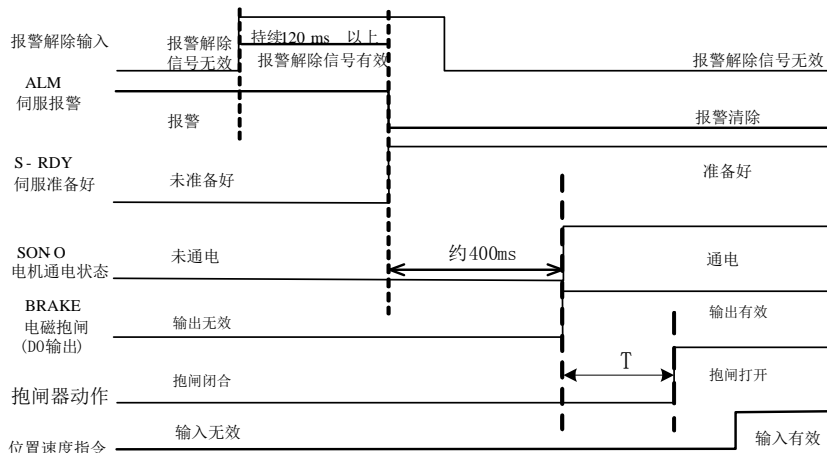 报警解除输入
报警解除
信号无效
持续120 ms 以上
报警解除信号有效
报警解除信号无效
ALM
伺服报警
报警
报警清除
S- RDY
伺服准备好
未准备好
准备好
SON-O
电机通电状态
未通电
约400ms
通电
BRAKE
电磁抱闸
(DO输出)
输出无效
输出有效
T
抱闸器动作
抱闸闭合
抱闸打开
位置速度指令
输入无效
输入有效